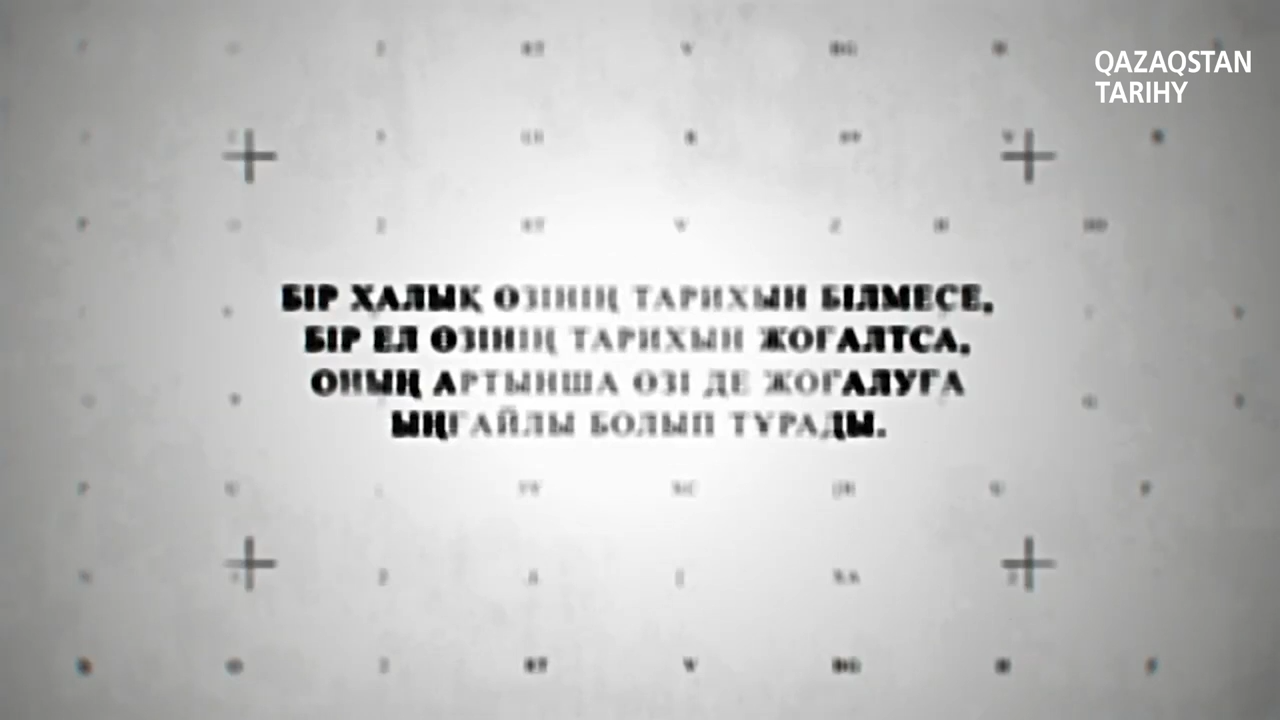 QAZAQSTAN
TARIHY
БІР ХАЛЫҚ ӨЗІНІҢ ТАРИХЫН БІЛМЕСЕ,
БІР ЕЛ ӨЗІНІҢ ТАРИХЫН ЖОҒАЛТСА,
ОНЫҢ АРТЫНША ӨЗІ ДЕ ЖОҒАЛУҒА
ЫҢҒАЙЛЫ БОЛЫП ТҰРАДЫ.